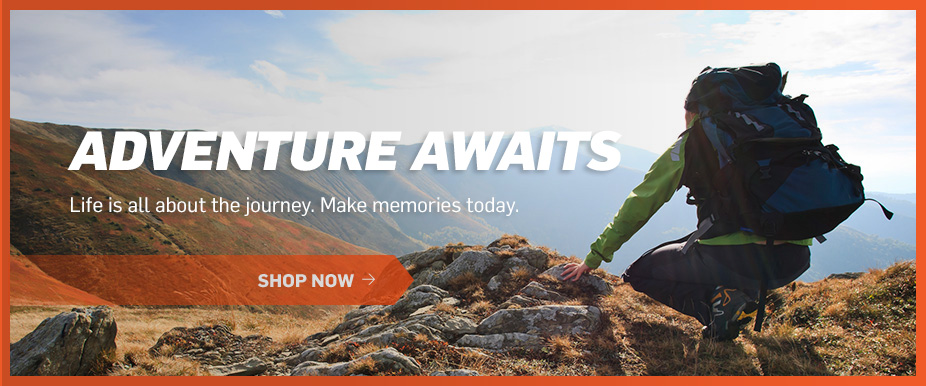 ADVENTURE AWAITS
Life is all about the journey. Make memories today.
SHOP NOW →